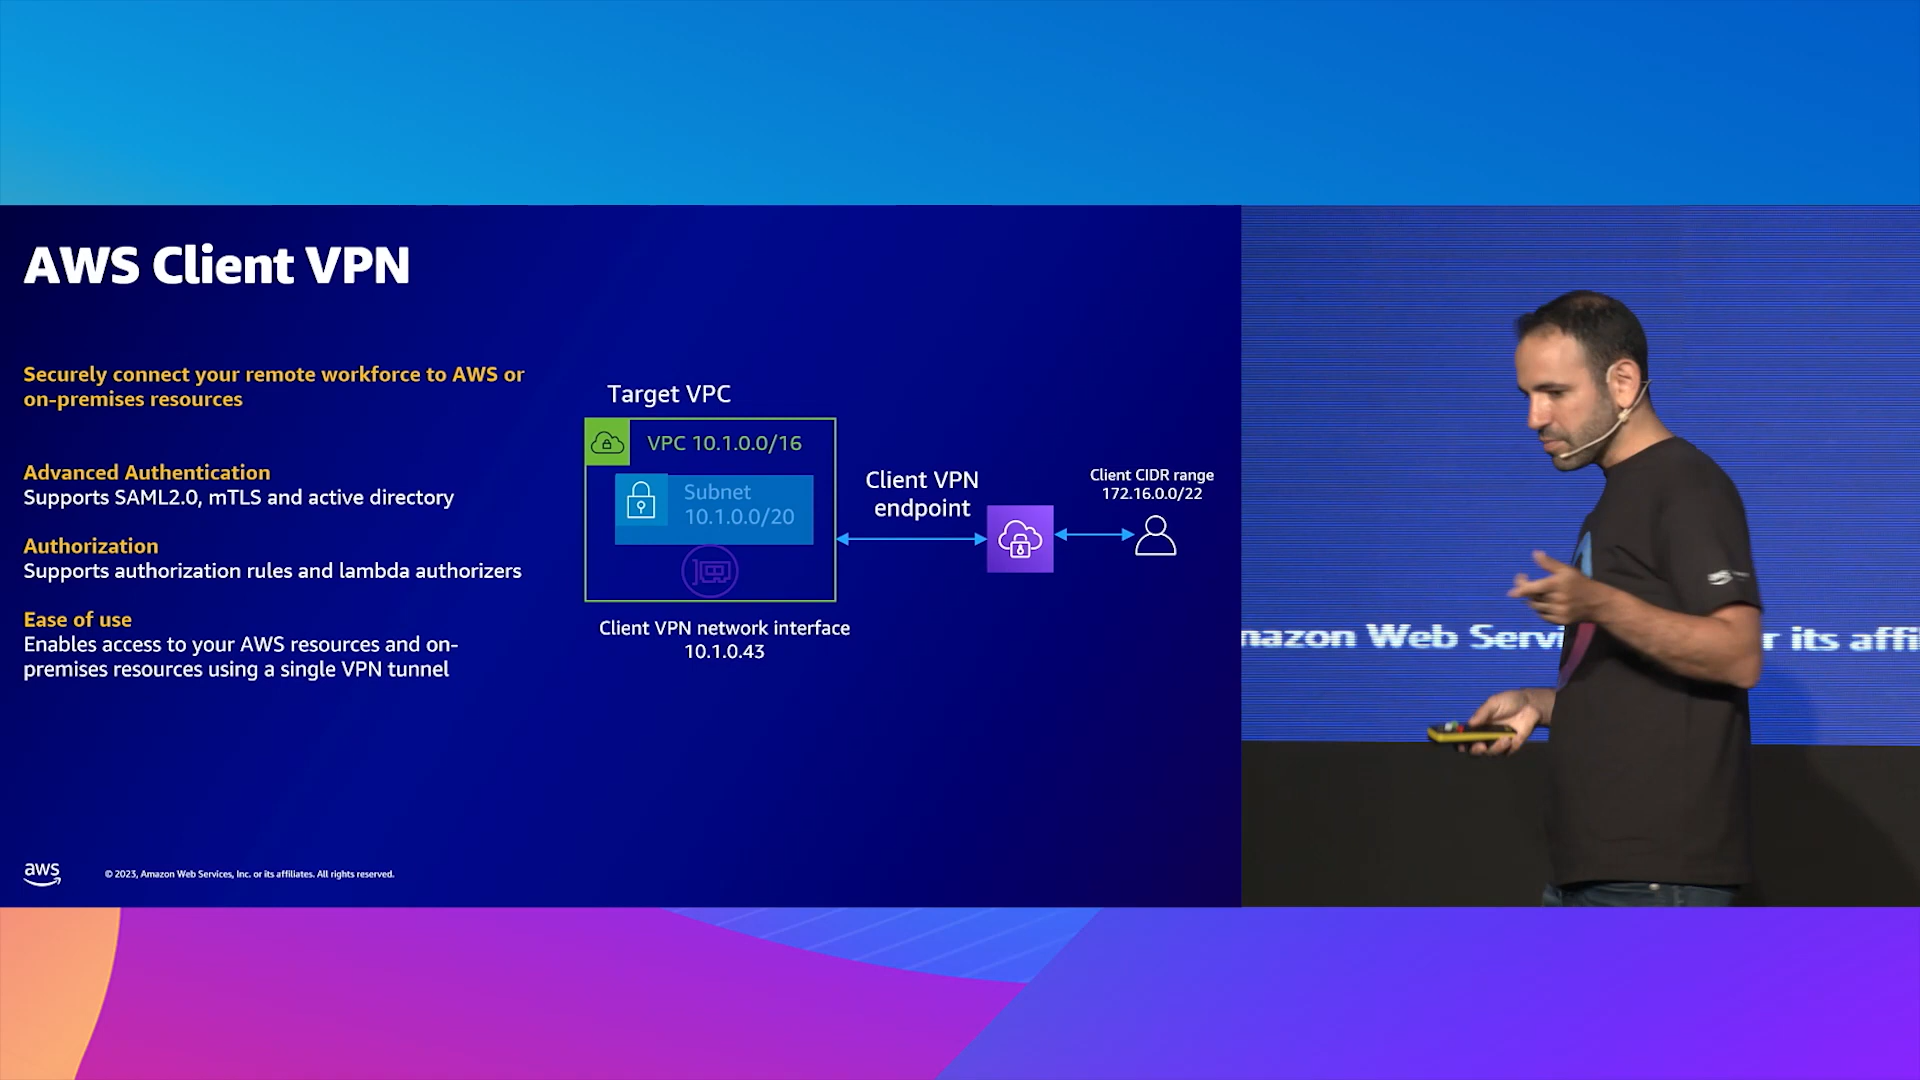 AWS Client VPN
Securely connect your remote workforce to AWS or
on-premises resources
Advanced Authentication
Supports SAML2.0, mTLS and active directory
Authorization
Supports authorization rules and lambda authorizers
Ease of use
Enables access to your AWS resources and on-
premises resources using a single VPN tunnel
Target VPC
VPC 10.1.0.0/16
Subnet
10.1.0.0/20
Client VPN network interface
10.1.0.43
Client VPN
endpoint
Client CIDR range
172.16.0.0/22
aws
© 2023, Amazon Web Services, Inc. or its affiliates. All rights reserved.
mazon Web Servi r its affil